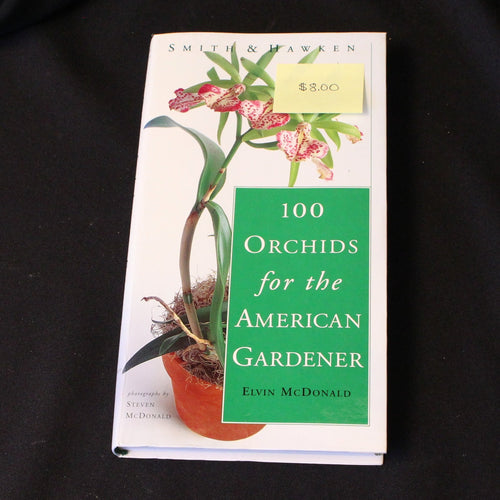 SMITH & HAWKEN
$8.00
100
ORCHIDS
for the
AMERICAN
GARDENER
ELVIN MCDONALD
photographs by
STEVEN
MCDONALD